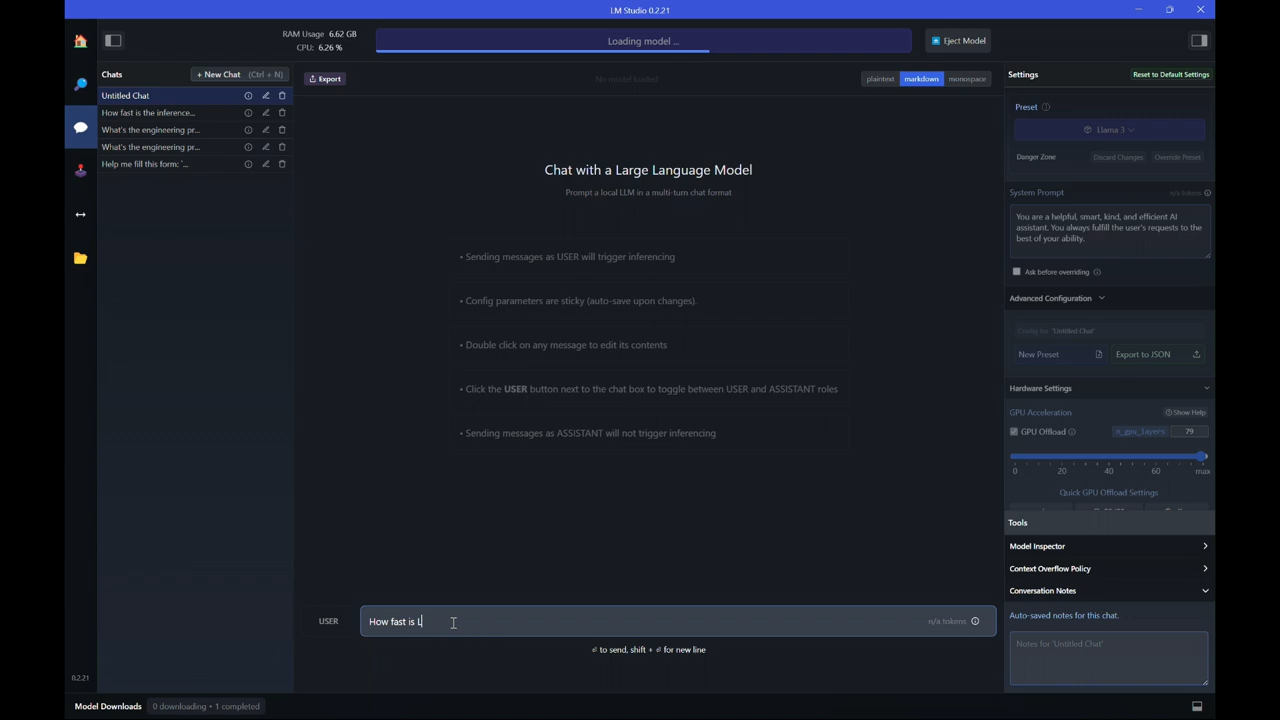 LM Studio 0.2.21
RAM Usage 6.62 GB
CPU: 6.26 %
Loading model ...
Eject Model
Chats
+ New Chat (Ctrl + N)
Export
No model loaded
plaintext markdown monospace
Untitled Chat
How fast is the inference...
What's the engineering pr...
What's the engineering pr...
Help me fill this form: `...
Chat with a Large Language Model
Prompt a local LLM in a multi-turn chat format
• Sending messages as USER will trigger inferencing
• Config parameters are sticky (auto-save upon changes).
• Double click on any message to edit its contents
• Click the USER button next to the chat box to toggle between USER and ASSISTANT roles
• Sending messages as ASSISTANT will not trigger inferencing
USER
How fast is L
n/a tokens
⏎ to send, shift + ⏎ for new line
Settings
Reset to Default Settings
Preset
Llama 3
Danger Zone
Discard Changes
Override Preset
System Prompt
n/a tokens
You are a helpful, smart, kind, and efficient AI
assistant. You always fulfill the user's requests to the
best of your ability.
Ask before overriding
Advanced Configuration
Config for 'Untitled Chat'
New Preset
Export to JSON
Hardware Settings
GPU Acceleration
Show Help
GPU Offload
n_gpu_layers 79
0 20 40 60 max
Quick GPU Offload Settings
Tools
Model Inspector
Context Overflow Policy
Conversation Notes
Auto-saved notes for this chat.
Notes for 'Untitled Chat'
0.2.21
Model Downloads
0 downloading • 1 completed